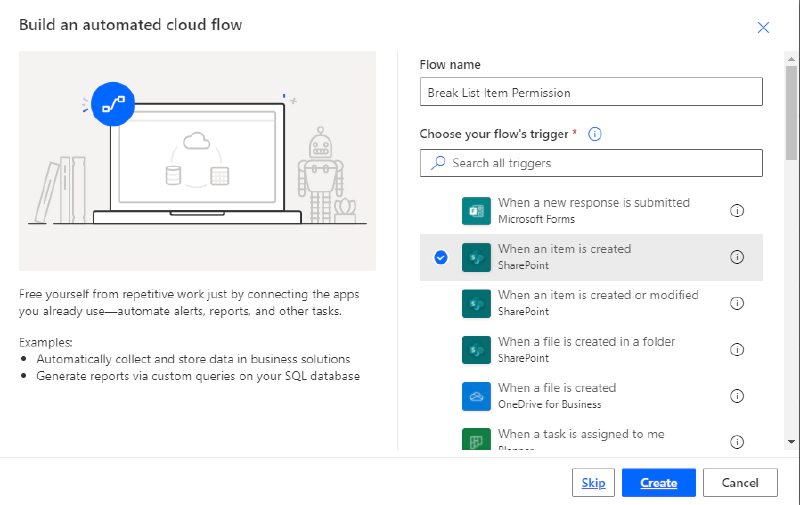 Build an automated cloud flow
Free yourself from repetitive work just by connecting the apps
you already use—automate alerts, reports, and other tasks.
Examples:
• Automatically collect and store data in business solutions
• Generate reports via custom queries on your SQL database
Flow name
Break List Item Permission
Choose your flow's trigger *
Search all triggers
When a new response is submitted
Microsoft Forms
When an item is created
SharePoint
When an item is created or modified
SharePoint
When a file is created in a folder
SharePoint
When a file is created
OneDrive for Business
When a task is assigned to me
Planner
Skip
Create
Cancel